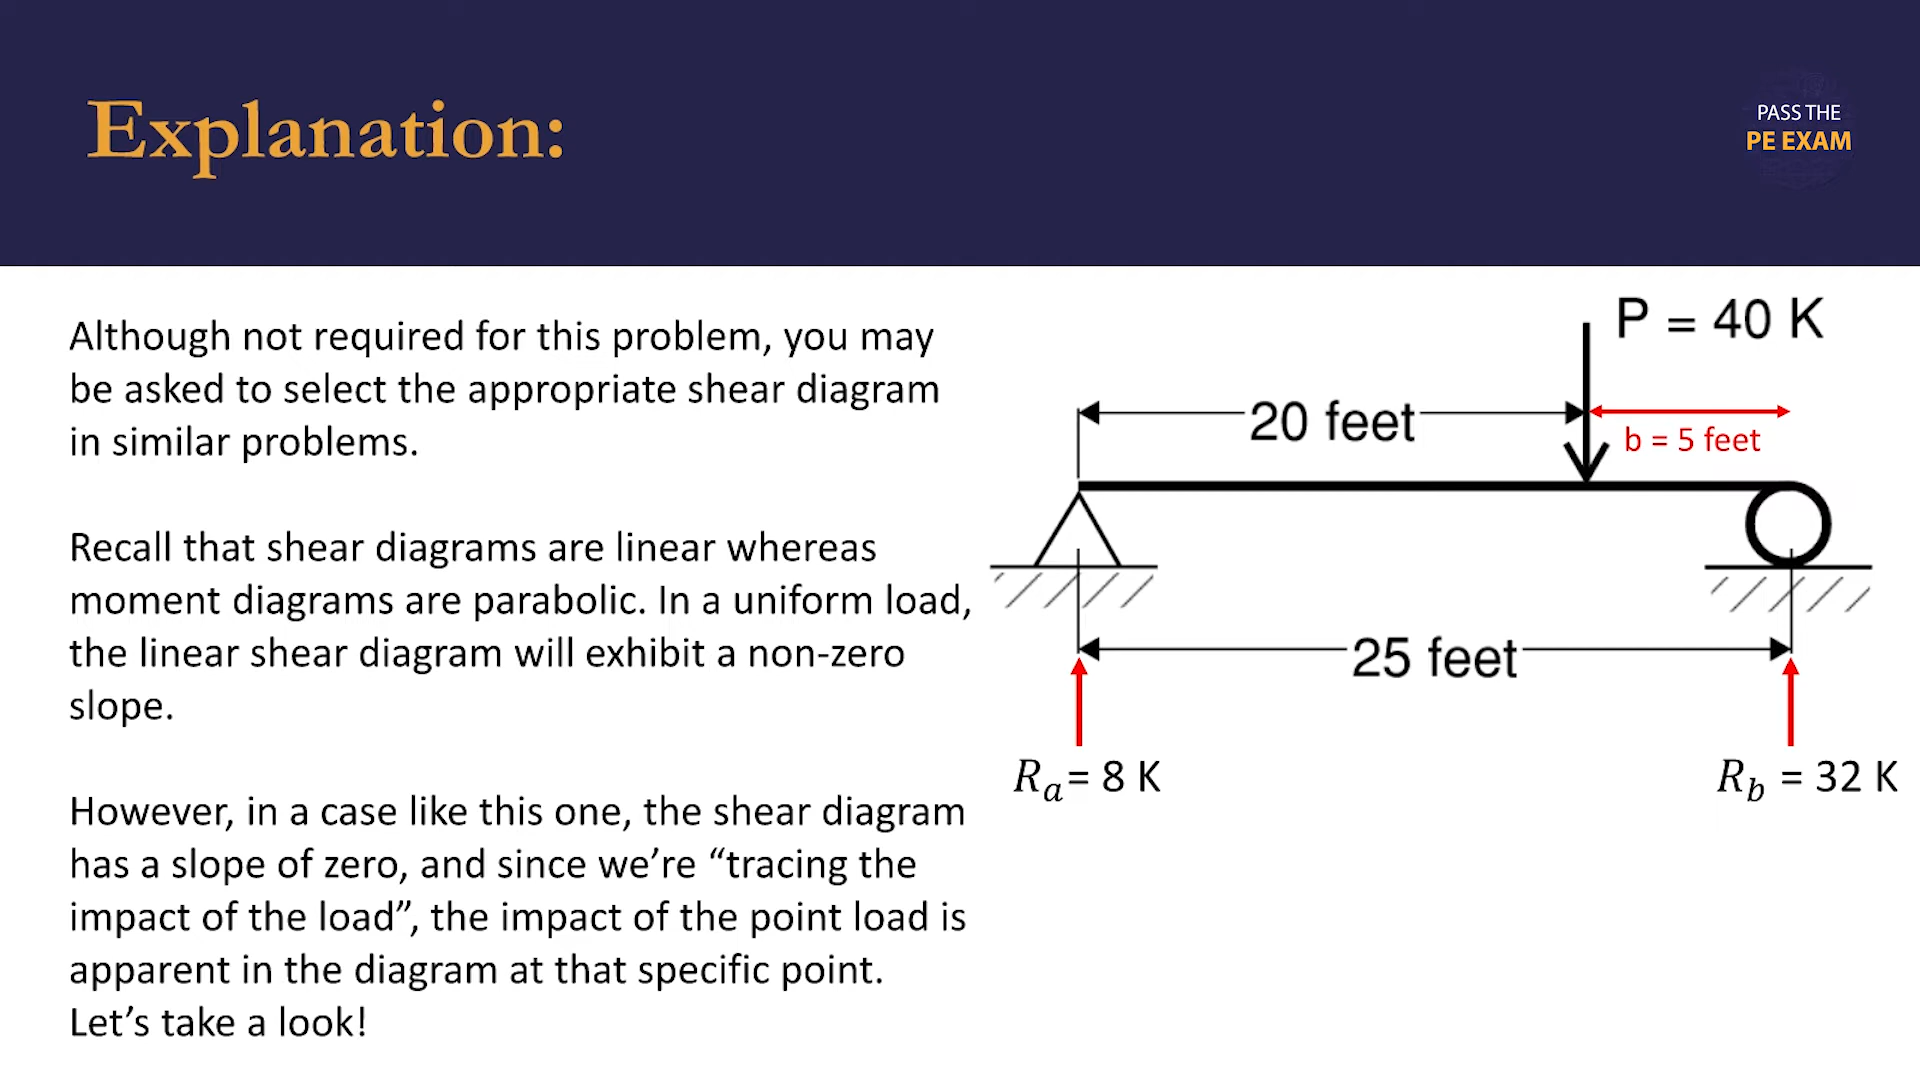 Explanation:
PASS THE
PE EXAM
Although not required for this problem, you may
be asked to select the appropriate shear diagram
in similar problems.
Recall that shear diagrams are linear whereas
moment diagrams are parabolic. In a uniform load,
the linear shear diagram will exhibit a non-zero
slope.
However, in a case like this one, the shear diagram
has a slope of zero, and since we’re “tracing the
impact of the load”, the impact of the point load is
apparent in the diagram at that specific point.
Let’s take a look!
P = 40 K
20 feet
b = 5 feet
25 feet
Rₐ= 8 K
R_b = 32 K